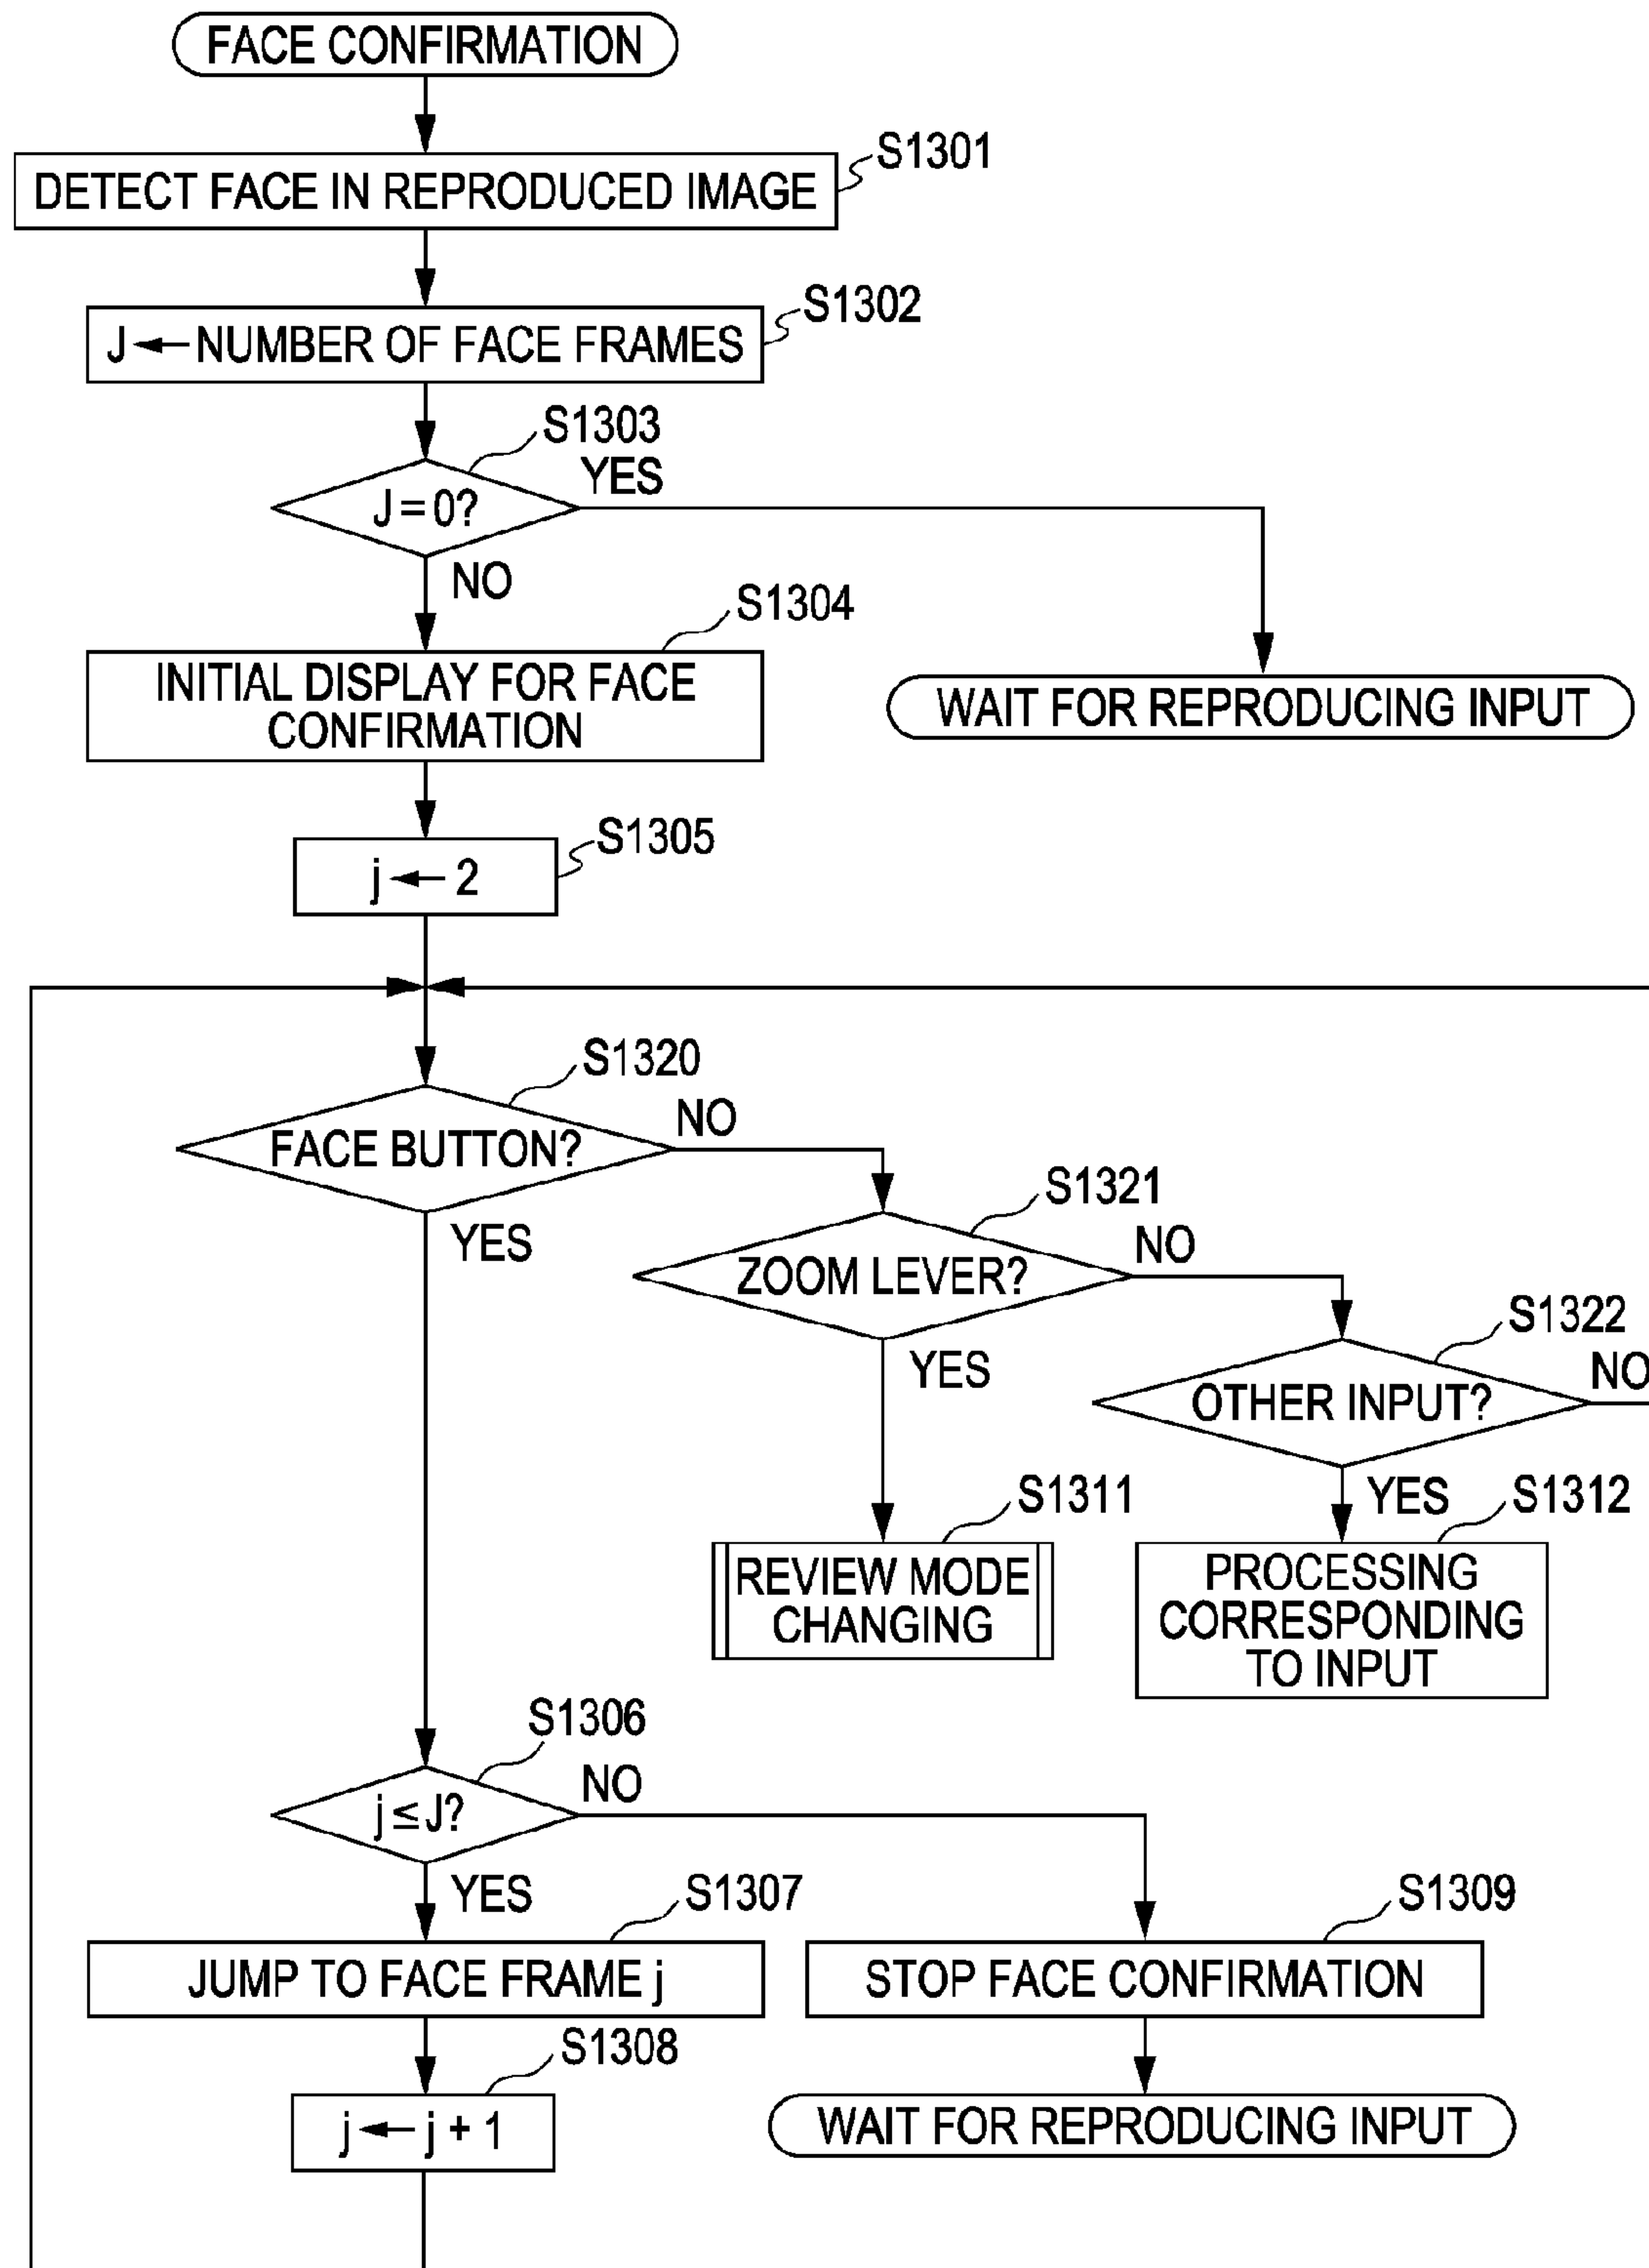 FACE CONFIRMATION
S1301
DETECT FACE IN REPRODUCED IMAGE
S1302
J ← NUMBER OF FACE FRAMES
S1303
J = 0?
YES
NO
S1304
INITIAL DISPLAY FOR FACE
CONFIRMATION
WAIT FOR REPRODUCING INPUT
S1305
j ← 2
S1320
FACE BUTTON?
NO
YES
S1321
ZOOM LEVER?
NO
YES
S1322
OTHER INPUT?
NO
YES
S1311
REVIEW MODE
CHANGING
S1312
PROCESSING
CORRESPONDING
TO INPUT
S1306
j ≤ J?
NO
YES
S1307
JUMP TO FACE FRAME j
S1309
STOP FACE CONFIRMATION
S1308
j ← j + 1
WAIT FOR REPRODUCING INPUT